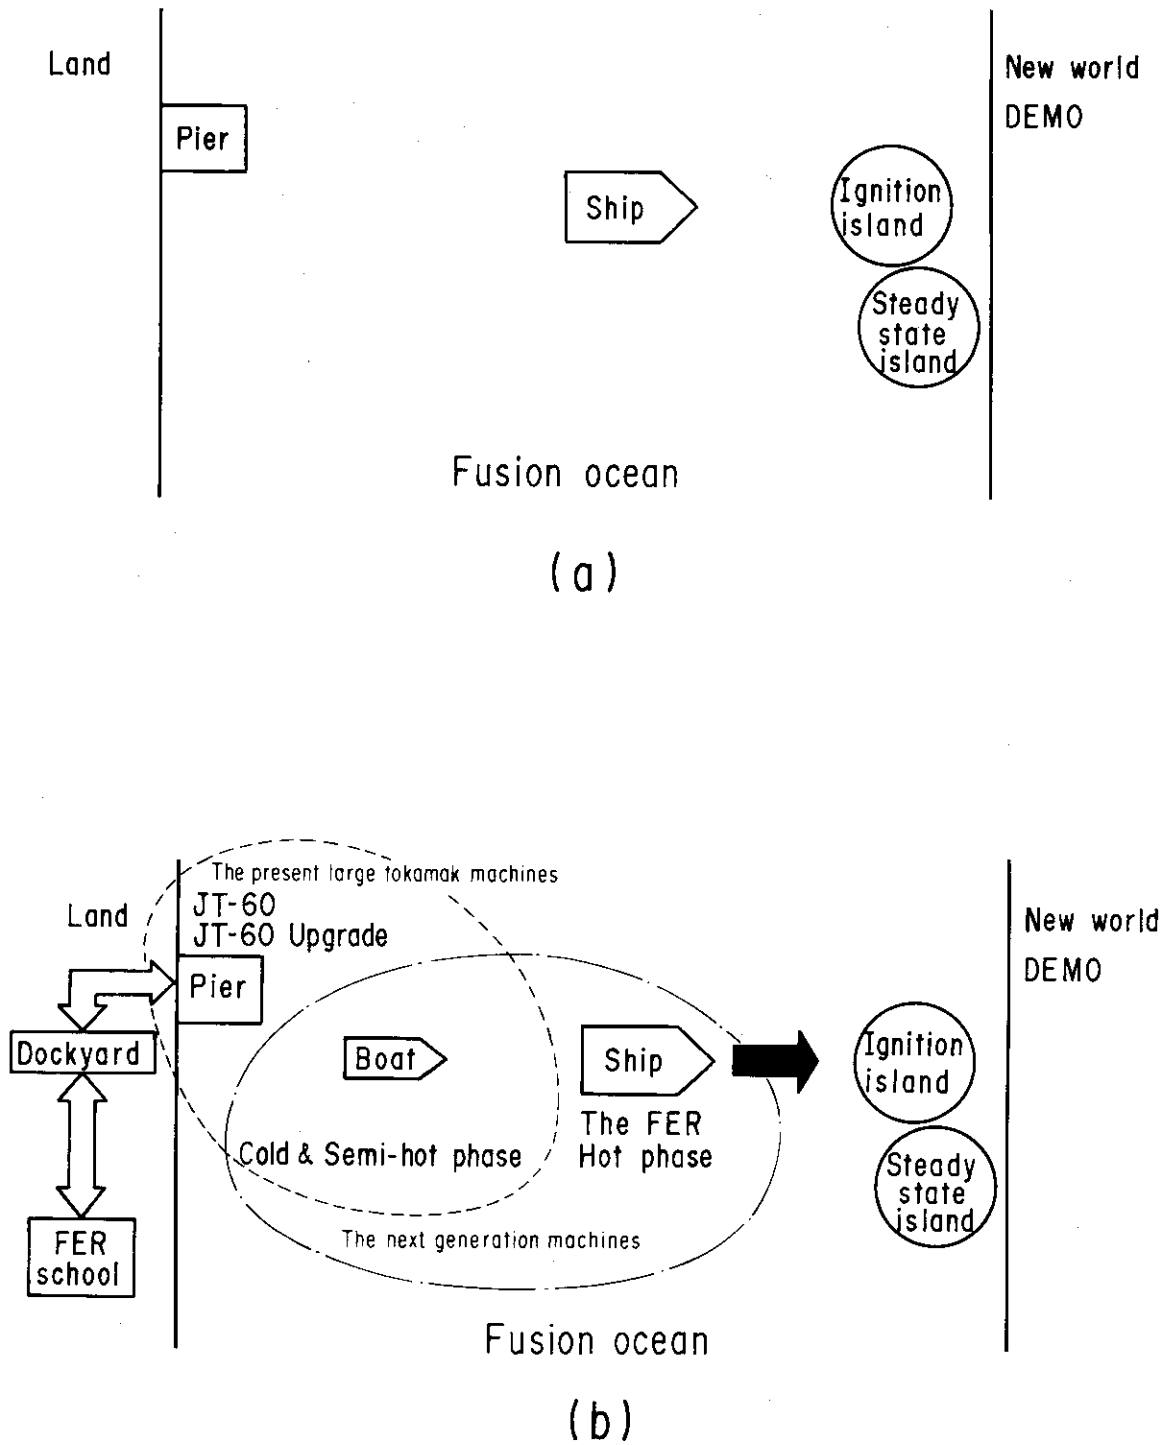 Land
New world
DEMO
Pier
Ship
Ignition
island
Steady
state
island
Fusion ocean
(a)
The present large tokamak machines
JT-60
JT-60 Upgrade
Land
New world
DEMO
Pier
Dockyard
Boat
Ship
Ignition
island
The FER
Hot phase
Cold & Semi-hot phase
Steady
state
island
FER
school
The next generation machines
Fusion ocean
(b)